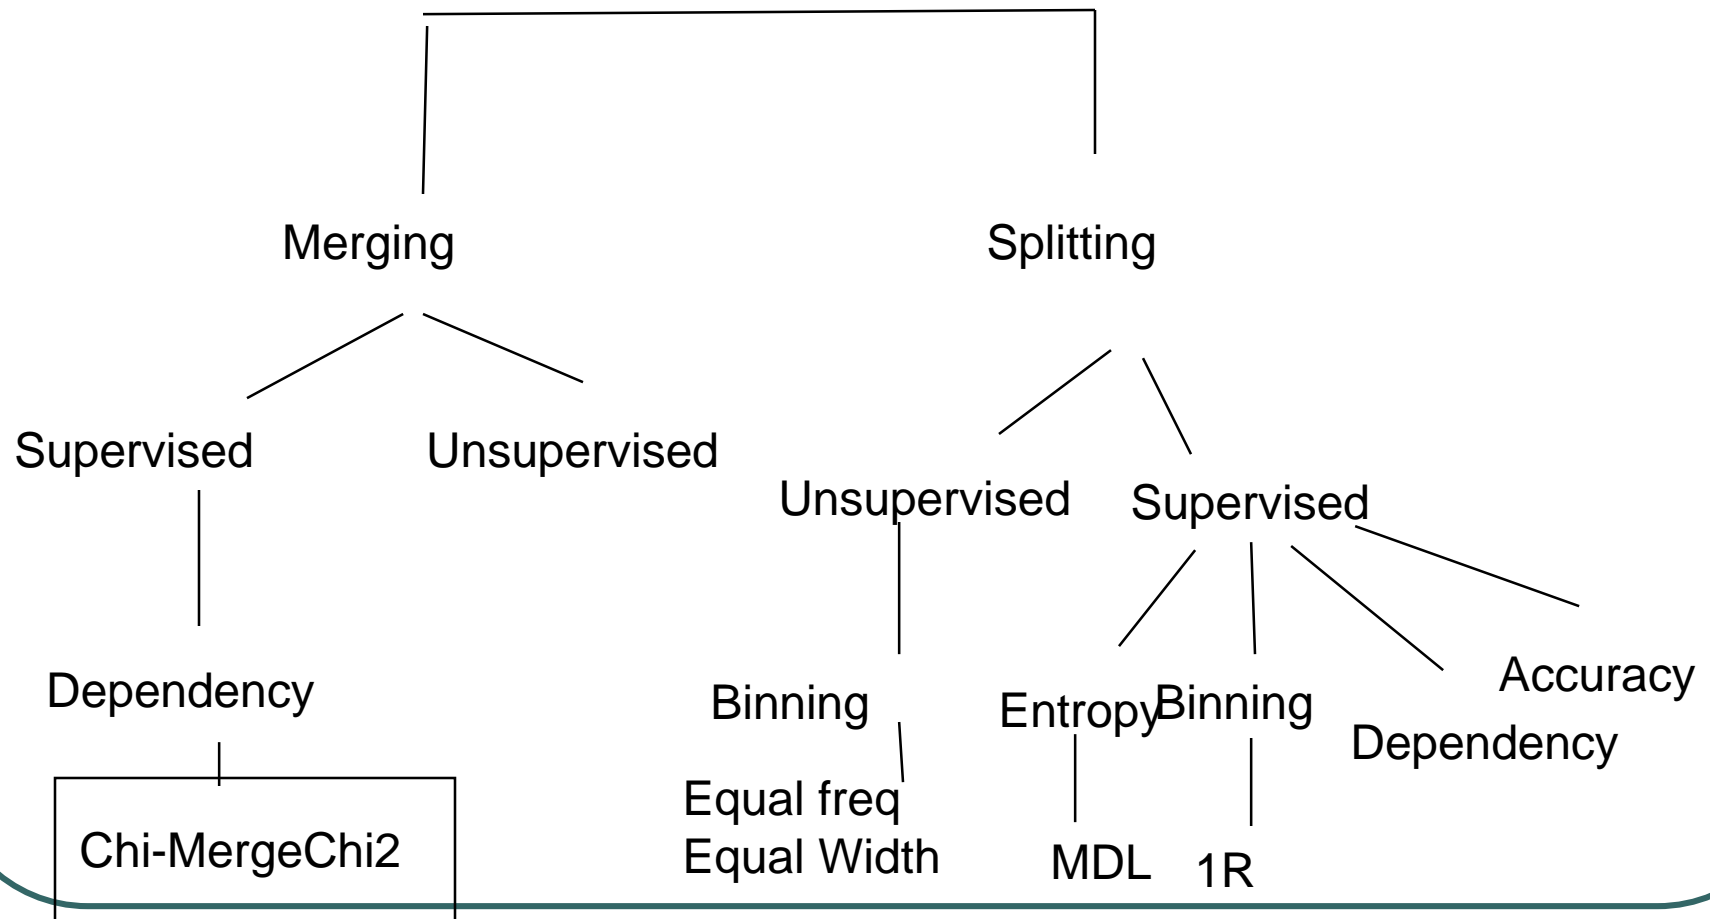 Merging
Splitting
Supervised
Unsupervised
Unsupervised
Supervised
Dependency
Binning
Entropy
Binning
Accuracy
Dependency
Equal freq
Equal Width
Chi-MergeChi2
MDL
1R